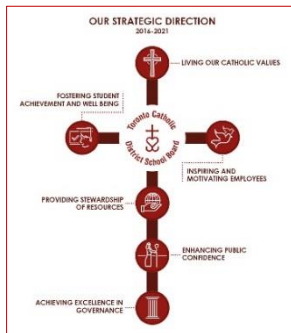 OUR STRATEGIC DIRECTION
2016-2021
LIVING OUR CATHOLIC VALUES
FOSTERING STUDENT
ACHIEVEMENT AND WELL BEING
Toronto Catholic
District School Board
INSPIRING AND
MOTIVATING EMPLOYEES
PROVIDING STEWARDSHIP
OF RESOURCES
ENHANCING PUBLIC
CONFIDENCE
ACHIEVING EXCELLENCE IN
GOVERNANCE